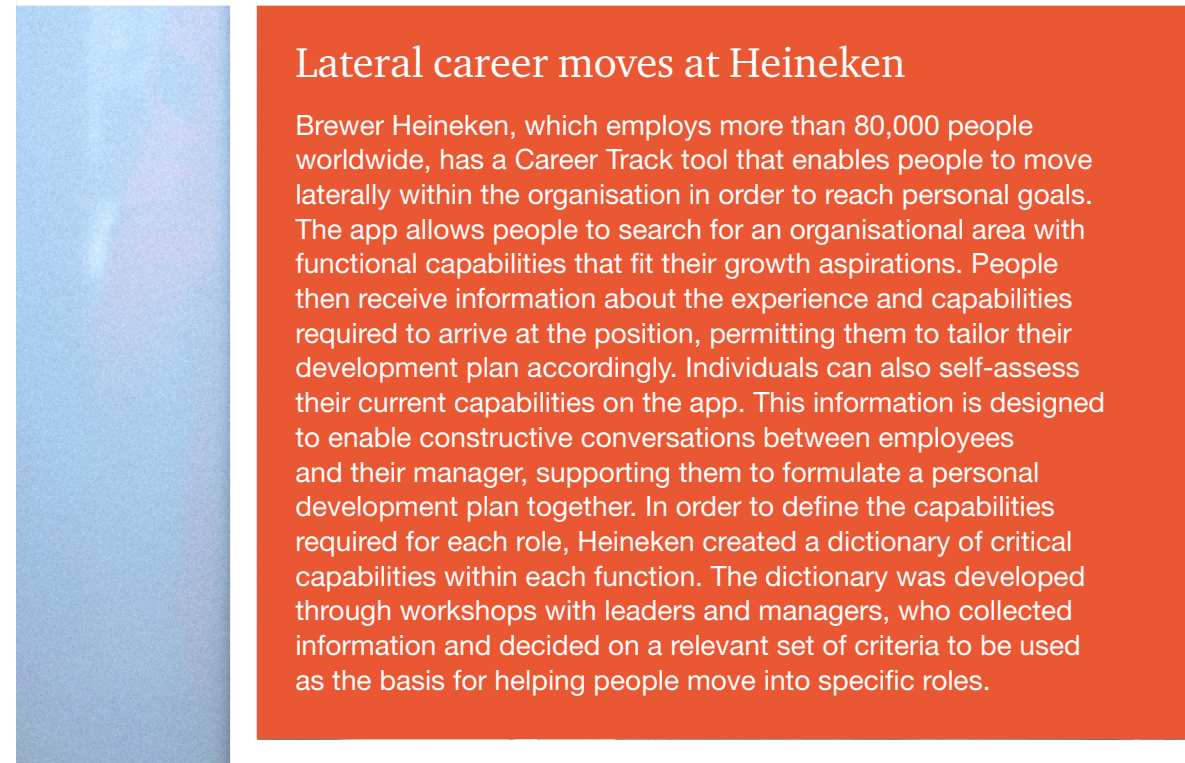 Lateral career moves at Heineken
Brewer Heineken, which employs more than 80,000 people
worldwide, has a Career Track tool that enables people to move
laterally within the organisation in order to reach personal goals.
The app allows people to search for an organisational area with
functional capabilities that fit their growth aspirations. People
then receive information about the experience and capabilities
required to arrive at the position, permitting them to tailor their
development plan accordingly. Individuals can also self-assess
their current capabilities on the app. This information is designed
to enable constructive conversations between employees
and their manager, supporting them to formulate a personal
development plan together. In order to define the capabilities
required for each role, Heineken created a dictionary of critical
capabilities within each function. The dictionary was developed
through workshops with leaders and managers, who collected
information and decided on a relevant set of criteria to be used
as the basis for helping people move into specific roles.